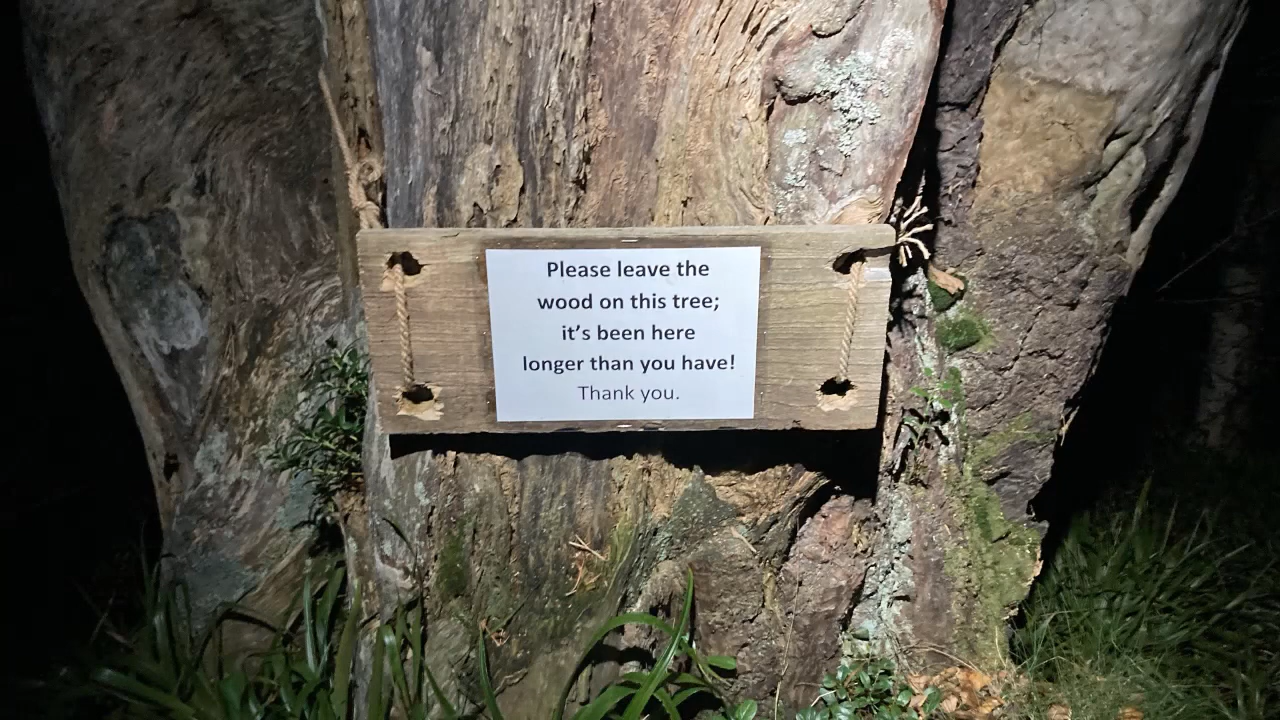 Please leave the
wood on this tree;
it’s been here
longer than you have!
Thank you.